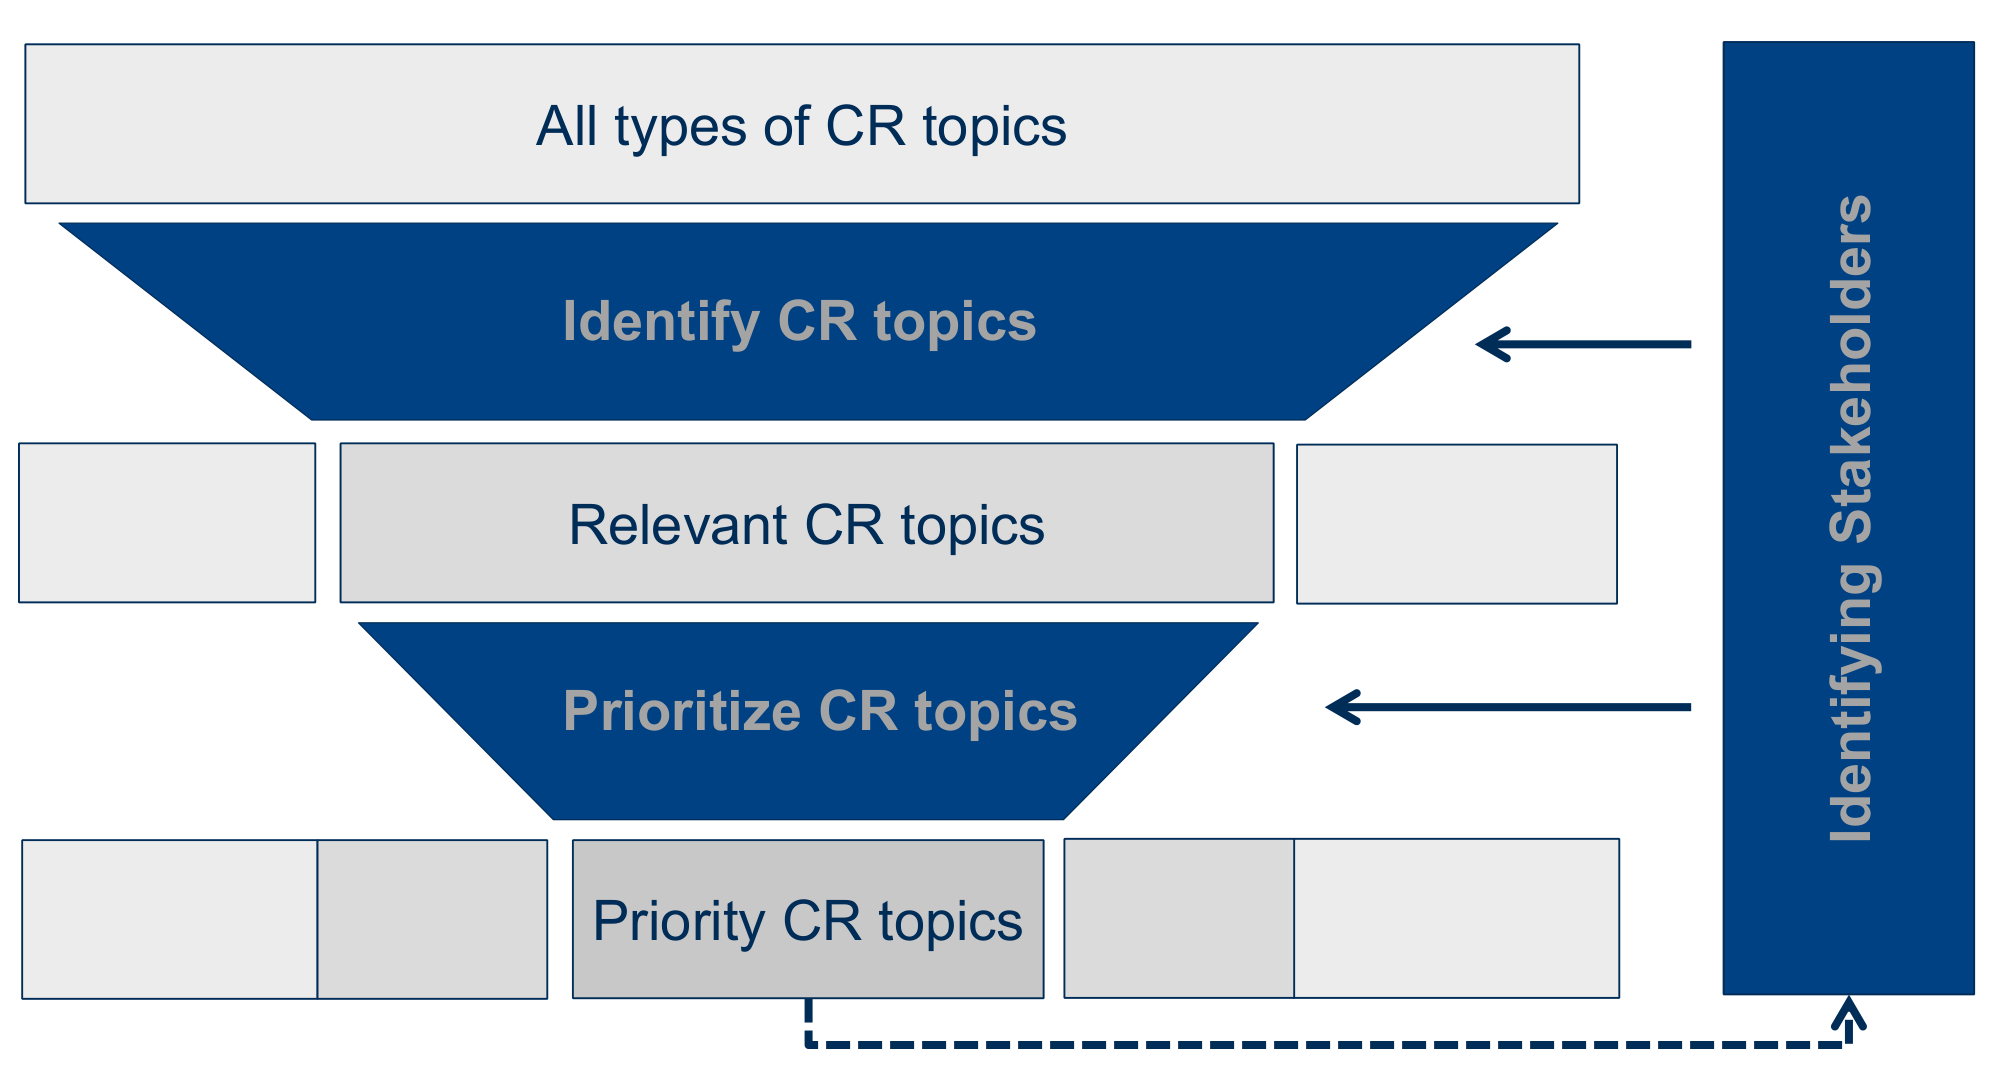 All types of CR topics
Identify CR topics
Relevant CR topics
Prioritize CR topics
Priority CR topics
Identifying Stakeholders